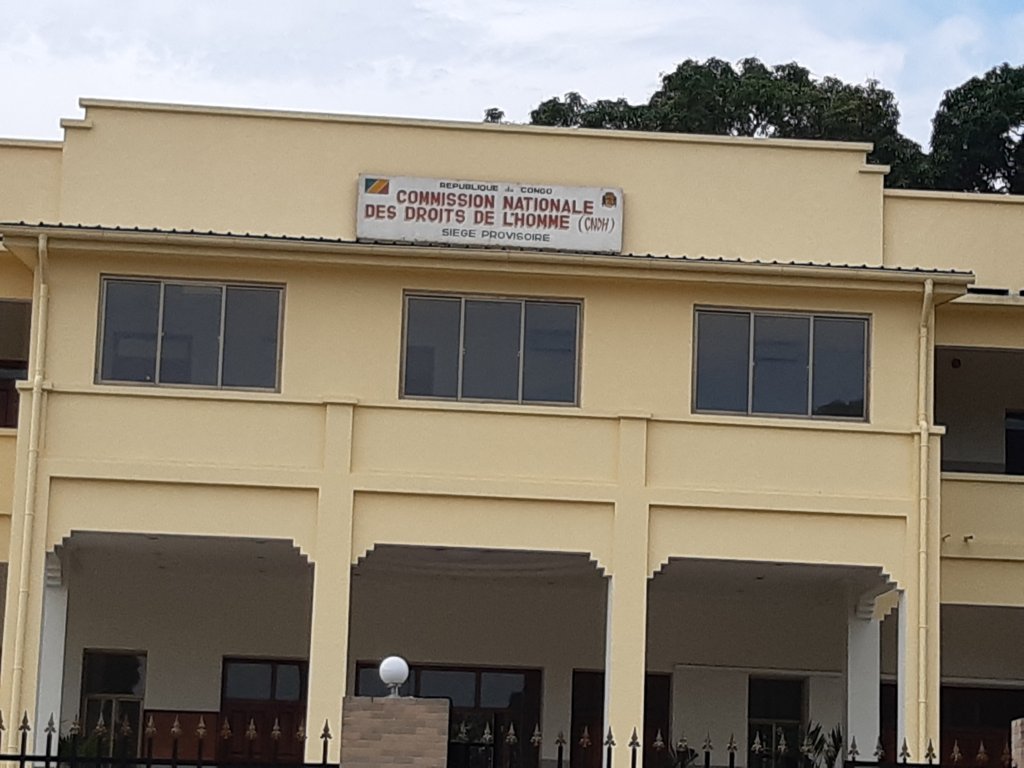 REPUBLIQUE du CONGO
COMMISSION NATIONALE
DES DROITS DE L'HOMME (CNDH)
SIEGE PROVISOIRE